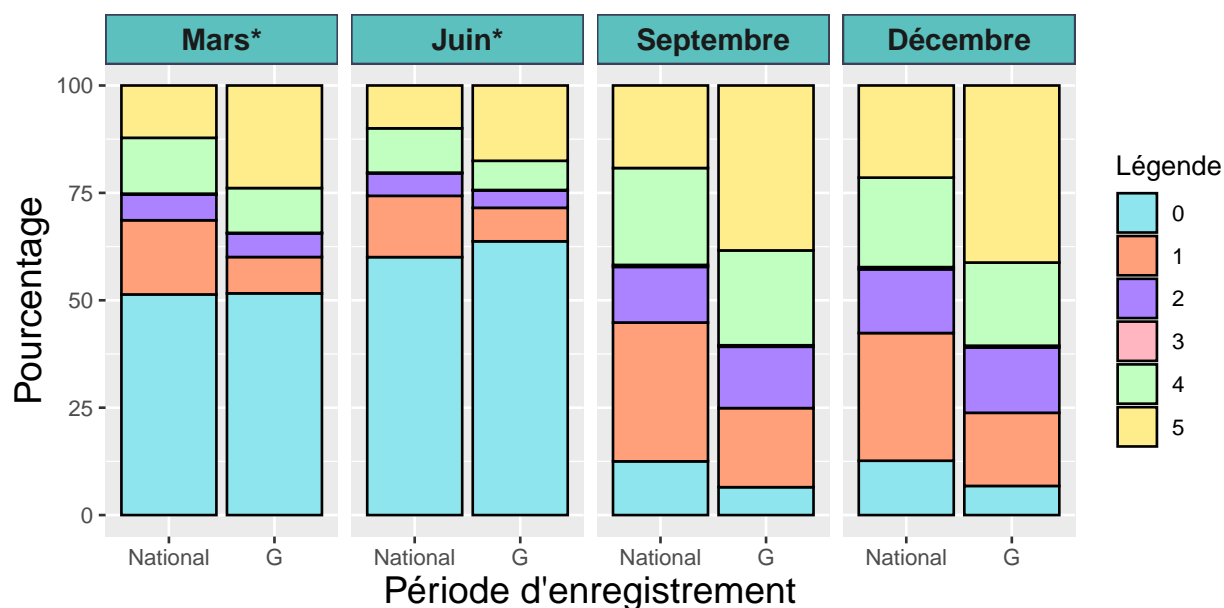 Mars* Juin* Septembre Décembre
100
75
50
25
0
Pourcentage
National G National G National G National G
Période d'enregistrement
Légende
0
1
2
3
4
5